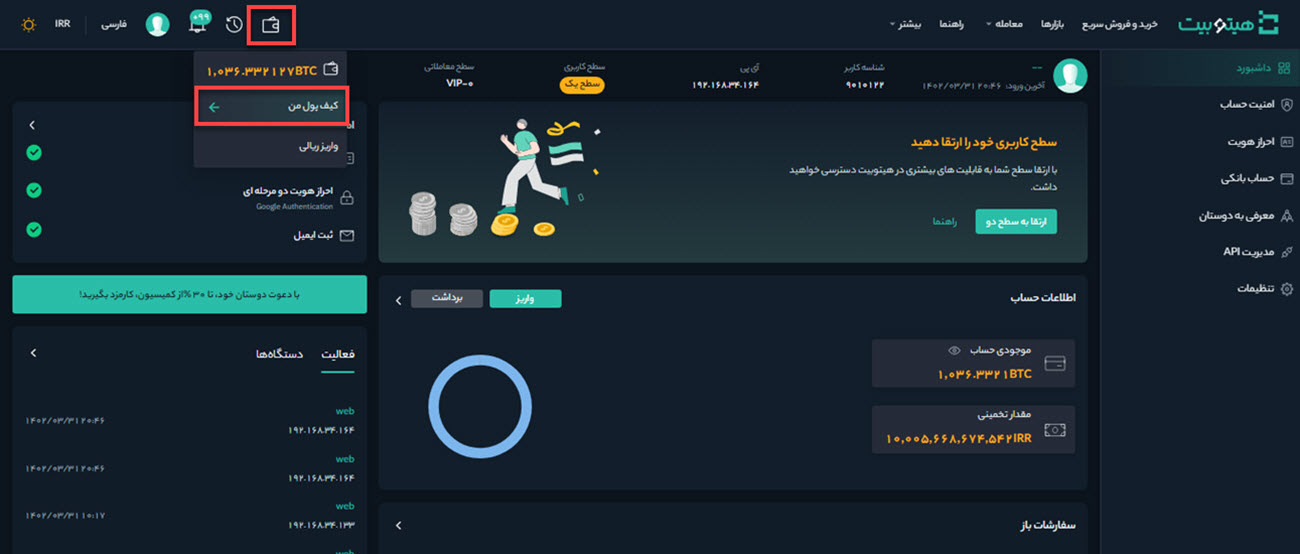 هیتوبیت
خرید و فروش سریع
بازارها
معامله
راهنما
بیشتر
فارسی
IRR
+۹۹
۱,۰۳۶.۳۳۲۱۲۷BTC
کیف پول من
واریز ریالی
داشبورد
امنیت حساب
احراز هویت
حساب بانکی
معرفی به دوستان
مدیریت API
تنظیمات
--
آخرین ورود: ۱۴۰۲/۰۳/۳۱ ۲۰:۴۶
شناسه کاربر
۹۰۱۰۱۲۲
آی پی
۱۹۲.۱۶۸.۳۴.۱۶۴
سطح کاربری
سطح یک
سطح معاملاتی
VIP-۰
سطح کاربری خود را ارتقا دهید
با ارتقا سطح شما به قابلیت های بیشتری در هیتوبیت دسترسی خواهید
داشت.
ارتقا به سطح دو
راهنما
احراز هویت دو مرحله ای
Google Authentication
ثبت ایمیل
با دعوت دوستان خود، تا ۳۰ %از کمیسیون، کارمزد بگیرید!
اطلاعات حساب
واریز
برداشت
موجودی حساب
۱,۰۳۶.۳۳۲۱BTC
مقدار تخمینی
۱۰,۰۰۵,۶۶۸,۶۷۴,۵۴۲IRR
سفارشات باز
فعالیت
دستگاه‌ها
web
۱۹۲.۱۶۸.۳۴.۱۶۴
۱۴۰۲/۰۳/۳۱ ۲۰:۴۶
web
۱۹۲.۱۶۸.۳۴.۱۶۴
۱۴۰۲/۰۳/۳۱ ۲۰:۴۶
web
۱۹۲.۱۶۸.۳۴.۱۳۳
۱۴۰۲/۰۳/۳۱ ۱۰:۱۷
web